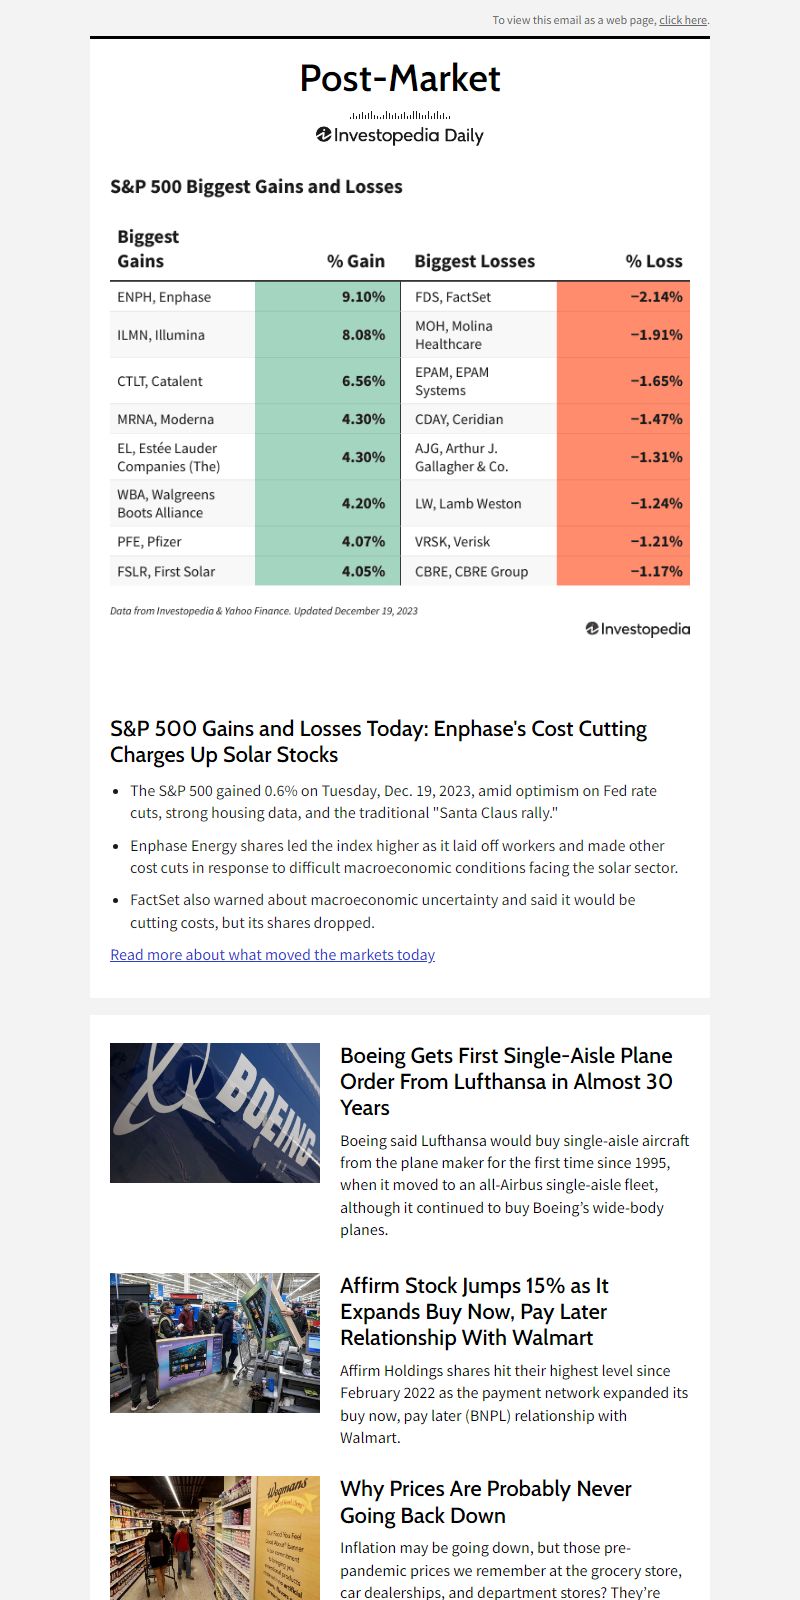 To view this email as a web page, click here.
Post-Market
Investopedia Daily
S&P 500 Biggest Gains and Losses
Biggest
Gains % Gain Biggest Losses % Loss
ENPH, Enphase 9.10% FDS, FactSet −2.14%
ILMN, Illumina 8.08% MOH, Molina
Healthcare −1.91%
CTLT, Catalent 6.56% EPAM, EPAM
Systems −1.65%
MRNA, Moderna 4.30% CDAY, Ceridian −1.47%
EL, Estée Lauder
Companies (The) 4.30% AJG, Arthur J.
Gallagher & Co. −1.31%
WBA, Walgreens
Boots Alliance 4.20% LW, Lamb Weston −1.24%
PFE, Pfizer 4.07% VRSK, Verisk −1.21%
FSLR, First Solar 4.05% CBRE, CBRE Group −1.17%
Data from Investopedia & Yahoo Finance. Updated December 19, 2023
Investopedia
S&P 500 Gains and Losses Today: Enphase's Cost Cutting
Charges Up Solar Stocks
• The S&P 500 gained 0.6% on Tuesday, Dec. 19, 2023, amid optimism on Fed rate
cuts, strong housing data, and the traditional "Santa Claus rally."
• Enphase Energy shares led the index higher as it laid off workers and made other
cost cuts in response to difficult macroeconomic conditions facing the solar sector.
• FactSet also warned about macroeconomic uncertainty and said it would be
cutting costs, but its shares dropped.
Read more about what moved the markets today
BOEING
Boeing Gets First Single-Aisle Plane
Order From Lufthansa in Almost 30
Years
Boeing said Lufthansa would buy single-aisle aircraft
from the plane maker for the first time since 1995,
when it moved to an all-Airbus single-aisle fleet,
although it continued to buy Boeing’s wide-body
planes.
Affirm Stock Jumps 15% as It
Expands Buy Now, Pay Later
Relationship With Walmart
Affirm Holdings shares hit their highest level since
February 2022 as the payment network expanded its
buy now, pay later (BNPL) relationship with
Walmart.
Wegmans
Why Prices Are Probably Never
Going Back Down
Inflation may be going down, but those pre-
pandemic prices we remember at the grocery store,
car dealerships, and department stores? They’re